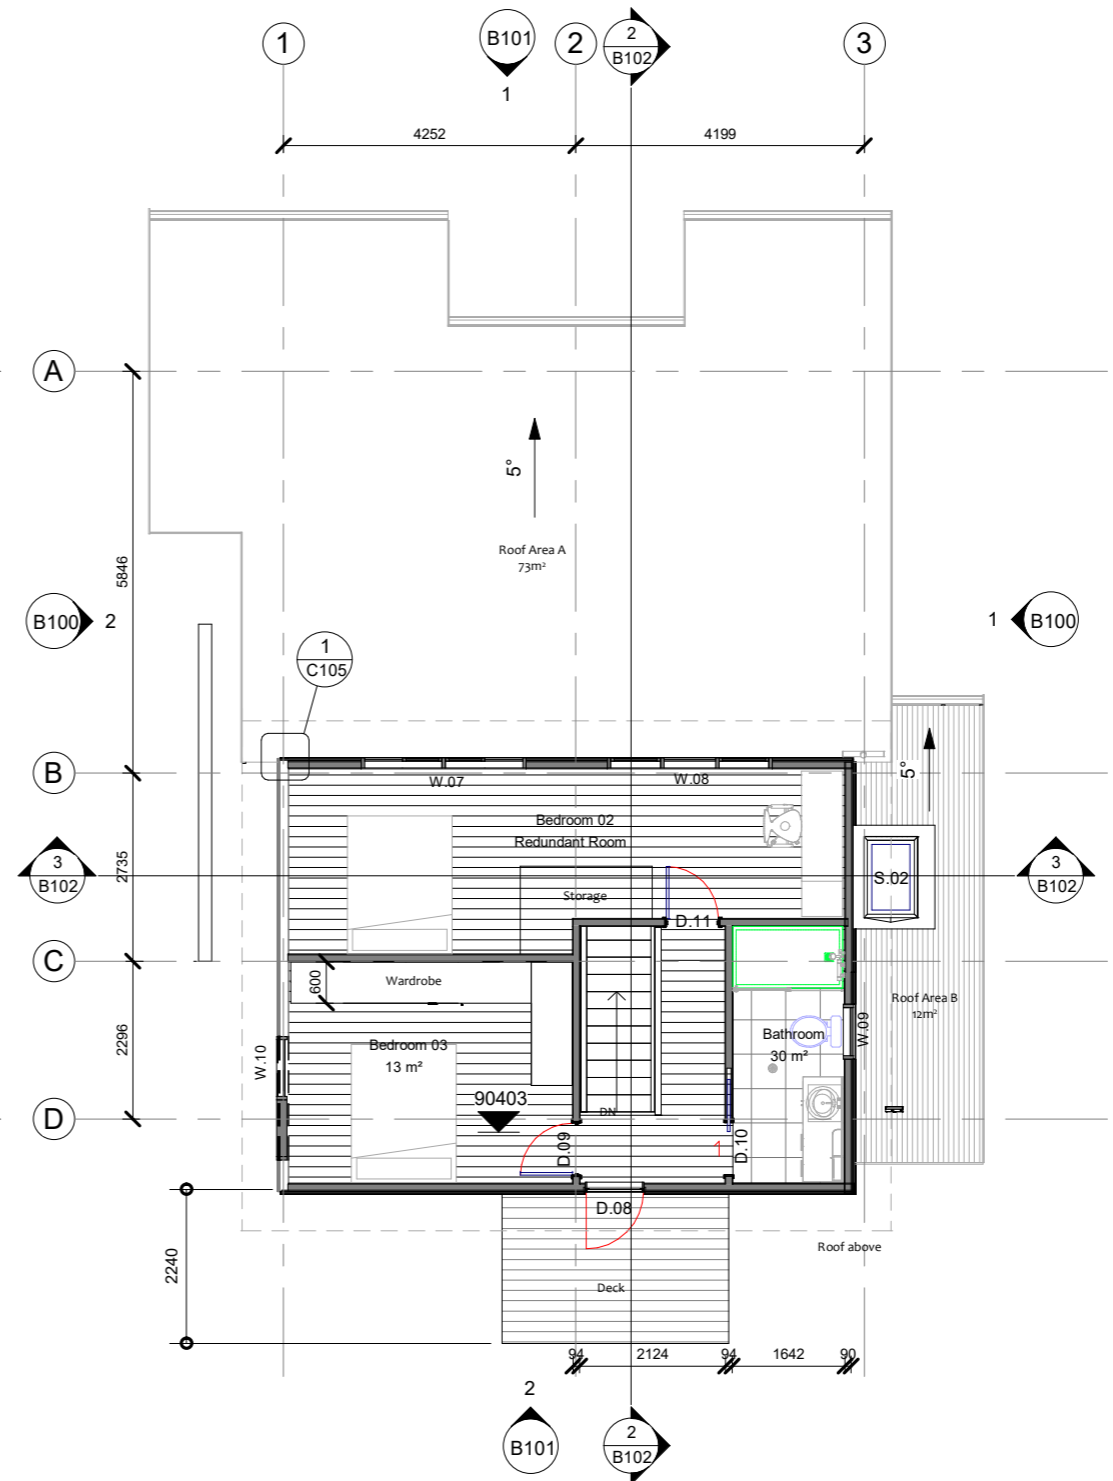 1
B101
1
2
2
B102
3
4252
4199
A
5°
Roof Area A
73m²
5846
B100
2
1
B100
1
C105
B
W.07
W.08
5°
Bedroom 02
Redundant Room
3
B102
2735
S.02
3
B102
Storage
D.11
C
600
Wardrobe
Roof Area B
12m²
2296
W.10
Bedroom 03
13 m²
Bathroom
30 m²
W.09
90403
DN
D
D.09
1
D.10
D.08
2240
Roof above
Deck
94
2124
94
1642
90
2
B101
2
B102